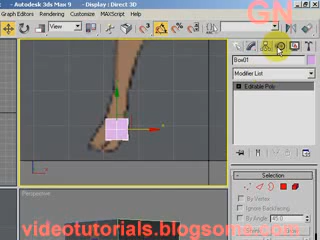 Autodesk 3ds Max 9 - Display : Direct 3D
GN
Graph Editors Rendering Customize MAXScript Help
View
Box01
Modifier List
Editable Poly
Perspective
Selection
By Vertex
Ignore Backfacing
By Angle: 45.0
videotutorials.blogsome.com